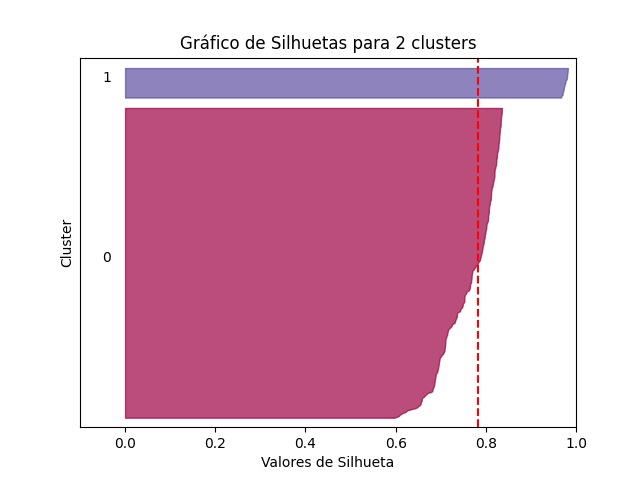 Gráfico de Silhuetas para 2 clusters
1
0
Cluster
0.0 0.2 0.4 0.6 0.8 1.0
Valores de Silhueta